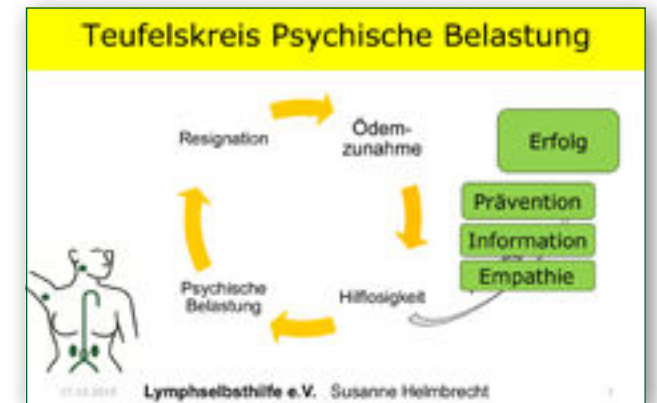 Teufelskreis Psychische Belastung
Resignation
Ödem-
zunahme
Erfolg
Prävention
Information
Empathie
Psychische
Belastung
Hilflosigkeit
Lymphselbsthilfe e.V. Susanne Helmbrecht